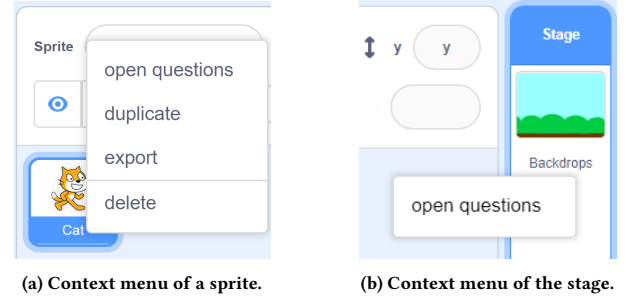 Sprite
open questions
duplicate
export
delete
Cat
(a) Context menu of a sprite.
y y
Stage
Backdrops
open questions
(b) Context menu of the stage.